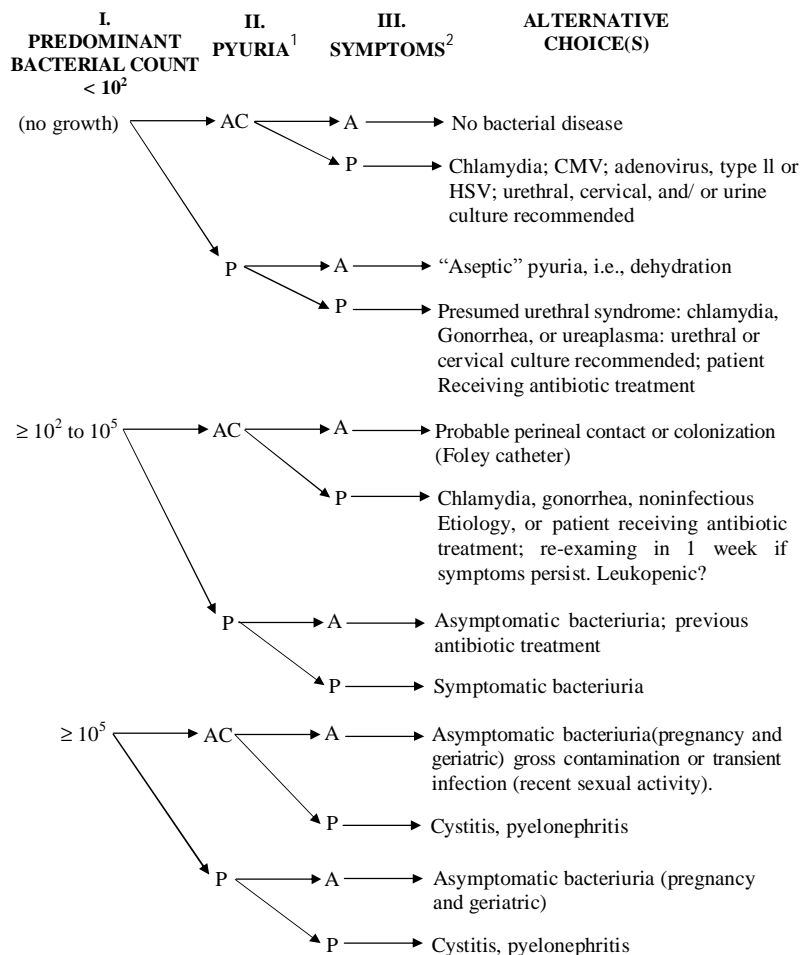 I.
PREDOMINANT
BACTERIAL COUNT
< 10²
II.
PYURIA¹
III.
SYMPTOMS²
ALTERNATIVE
CHOICE(S)
(no growth)
AC
A
No bacterial disease
P
Chlamydia; CMV; adenovirus, type ll or
HSV; urethral, cervical, and/ or urine
culture recommended
P
A
“Aseptic” pyuria, i.e., dehydration
P
Presumed urethral syndrome: chlamydia,
Gonorrhea, or ureaplasma: urethral or
cervical culture recommended; patient
Receiving antibiotic treatment
≥ 10² to 10⁵
AC
A
Probable perineal contact or colonization
(Foley catheter)
P
Chlamydia, gonorrhea, noninfectious
Etiology, or patient receiving antibiotic
treatment; re-examing in 1 week if
symptoms persist. Leukopenic?
P
A
Asymptomatic bacteriuria; previous
antibiotic treatment
P
Symptomatic bacteriuria
≥ 10⁵
AC
A
Asymptomatic bacteriuria(pregnancy and
geriatric) gross contamination or transient
infection (recent sexual activity).
P
Cystitis, pyelonephritis
P
A
Asymptomatic bacteriuria (pregnancy
and geriatric)
P
Cystitis, pyelonephritis